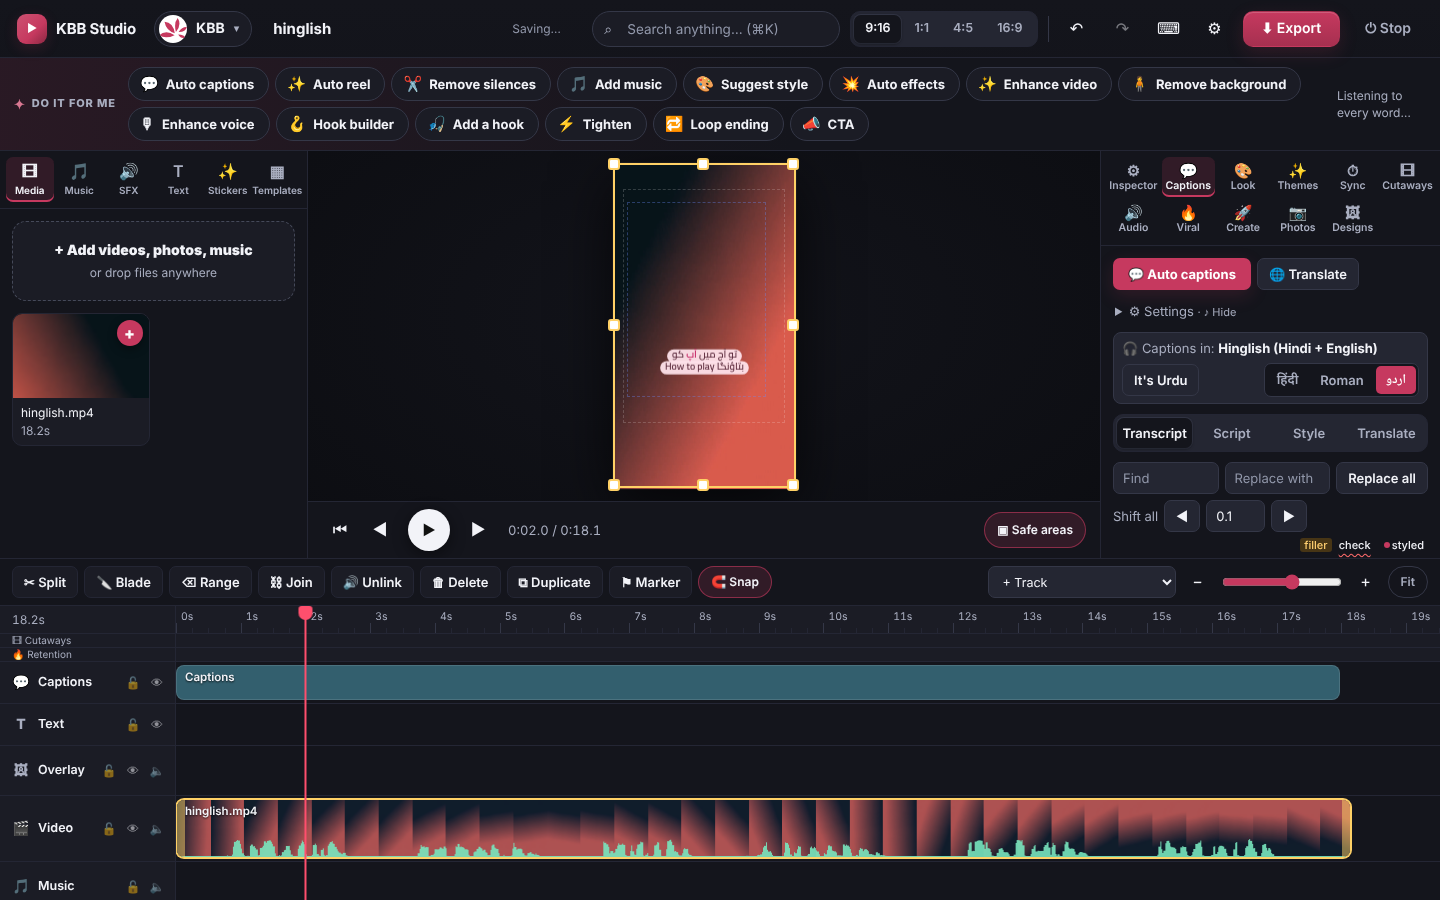 KBB Studio
KBB
hinglish
Saving...
Search anything... (⌘K)
9:16 1:1 4:5 16:9
Export
Stop
DO IT FOR ME
Auto captions
Auto reel
Remove silences
Add music
Suggest style
Auto effects
Enhance video
Remove background
Enhance voice
Hook builder
Add a hook
Tighten
Loop ending
CTA
Listening to
every word...
Media
Music
SFX
Text
Stickers
Templates
+ Add videos, photos, music
or drop files anywhere
hinglish.mp4
18.2s
تو آج میں آپ کو
How to play بتاؤنگا
0:02.0 / 0:18.1
Safe areas
Inspector
Captions
Look
Themes
Sync
Cutaways
Audio
Viral
Create
Photos
Designs
Auto captions
Translate
Settings · ♪ Hide
Captions in: Hinglish (Hindi + English)
It's Urdu
हिंदी
Roman
اردو
Transcript
Script
Style
Translate
Find
Replace with
Replace all
Shift all
0.1
filler
check
styled
Split
Blade
Range
Join
Unlink
Delete
Duplicate
Marker
Snap
+ Track
Fit
18.2s
0s 1s 2s 3s 4s 5s 6s 7s 8s 9s 10s 11s 12s 13s 14s 15s 16s 17s 18s 19s
Cutaways
Retention
Captions
Captions
Text
Overlay
Video
hinglish.mp4
Music